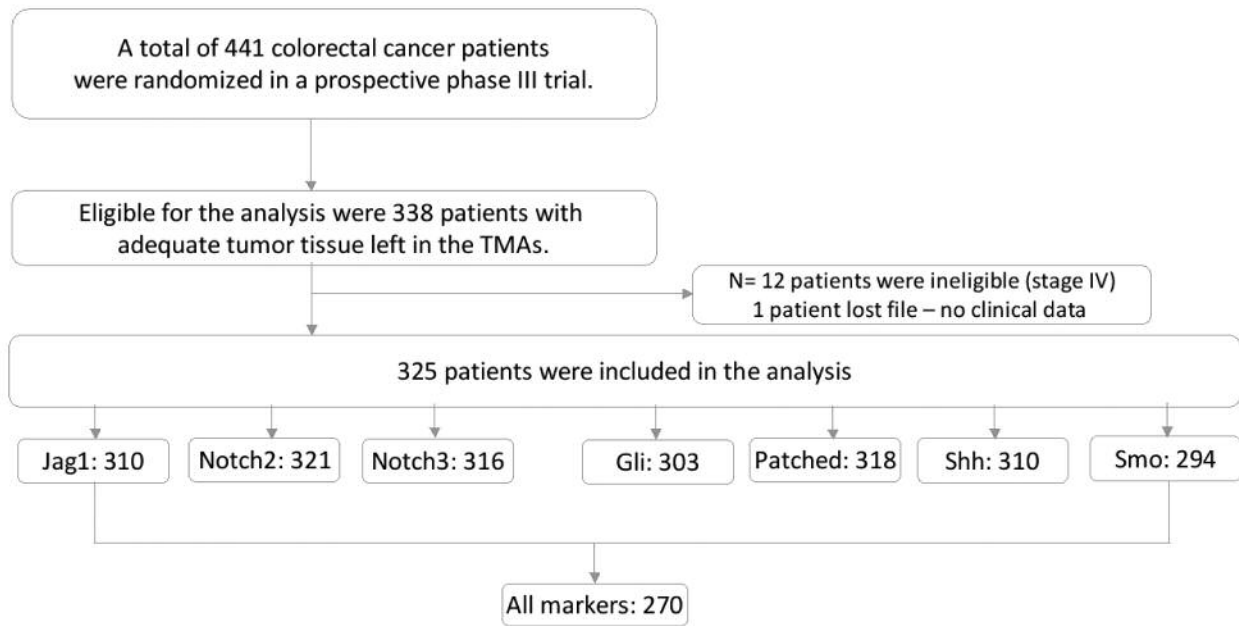 A total of 441 colorectal cancer patients
were randomized in a prospective phase III trial.
Eligible for the analysis were 338 patients with
adequate tumor tissue left in the TMAs.
N= 12 patients were ineligible (stage IV)
1 patient lost file – no clinical data
325 patients were included in the analysis
Jag1: 310
Notch2: 321
Notch3: 316
Gli: 303
Patched: 318
Shh: 310
Smo: 294
All markers: 270